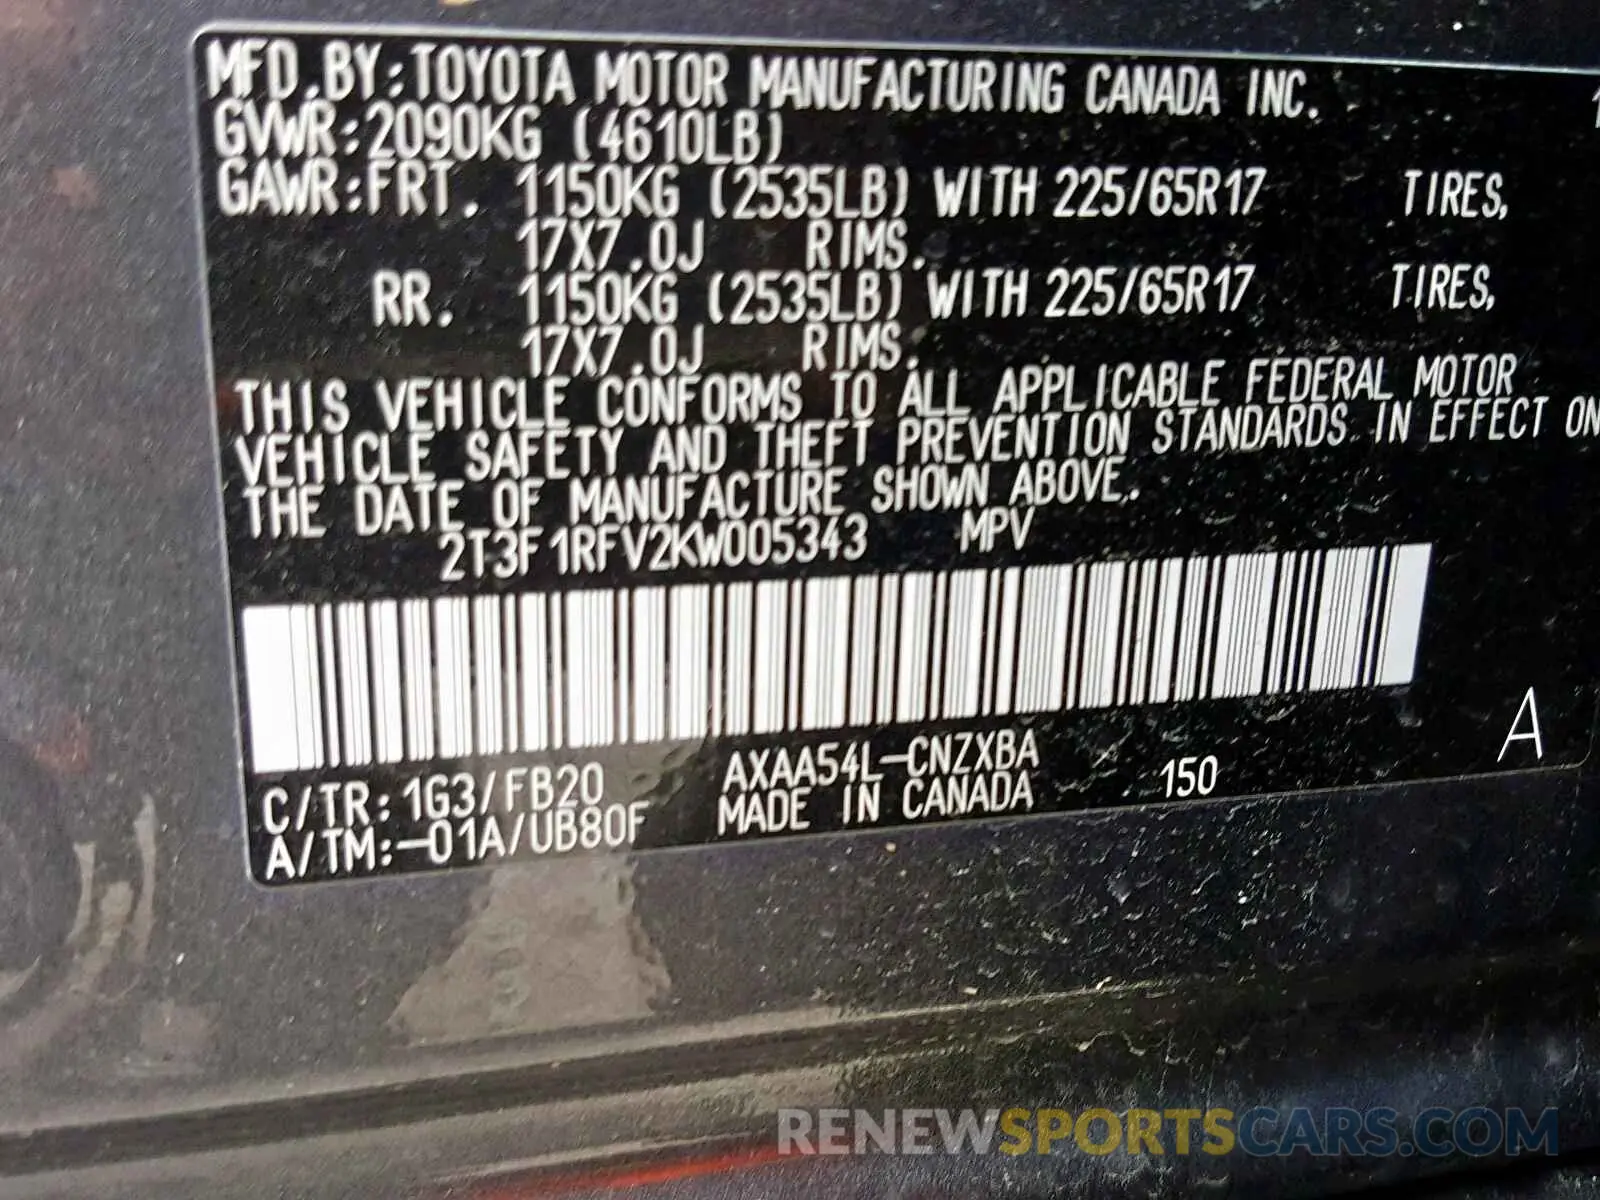 MFD.BY:TOYOTA MOTOR MANUFACTURING CANADA INC.
GVWR:2090KG (4610LB)
GAWR:FRT. 1150KG (2535LB) WITH 225/65R17 TIRES,
17X7.0J RIMS.
RR. 1150KG (2535LB) WITH 225/65R17 TIRES,
17X7.0J RIMS.
THIS VEHICLE CONFORMS TO ALL APPLICABLE FEDERAL MOTOR
VEHICLE SAFETY AND THEFT PREVENTION STANDARDS IN EFFECT ON
THE DATE OF MANUFACTURE SHOWN ABOVE.
2T3F1RFV2KW005343 MPV
A
C/TR:1G3/FB20 AXAA54L-CNZXBA 150
A/TM:-01A/UB80F MADE IN CANADA
RENEWSPORTSCARS.COM